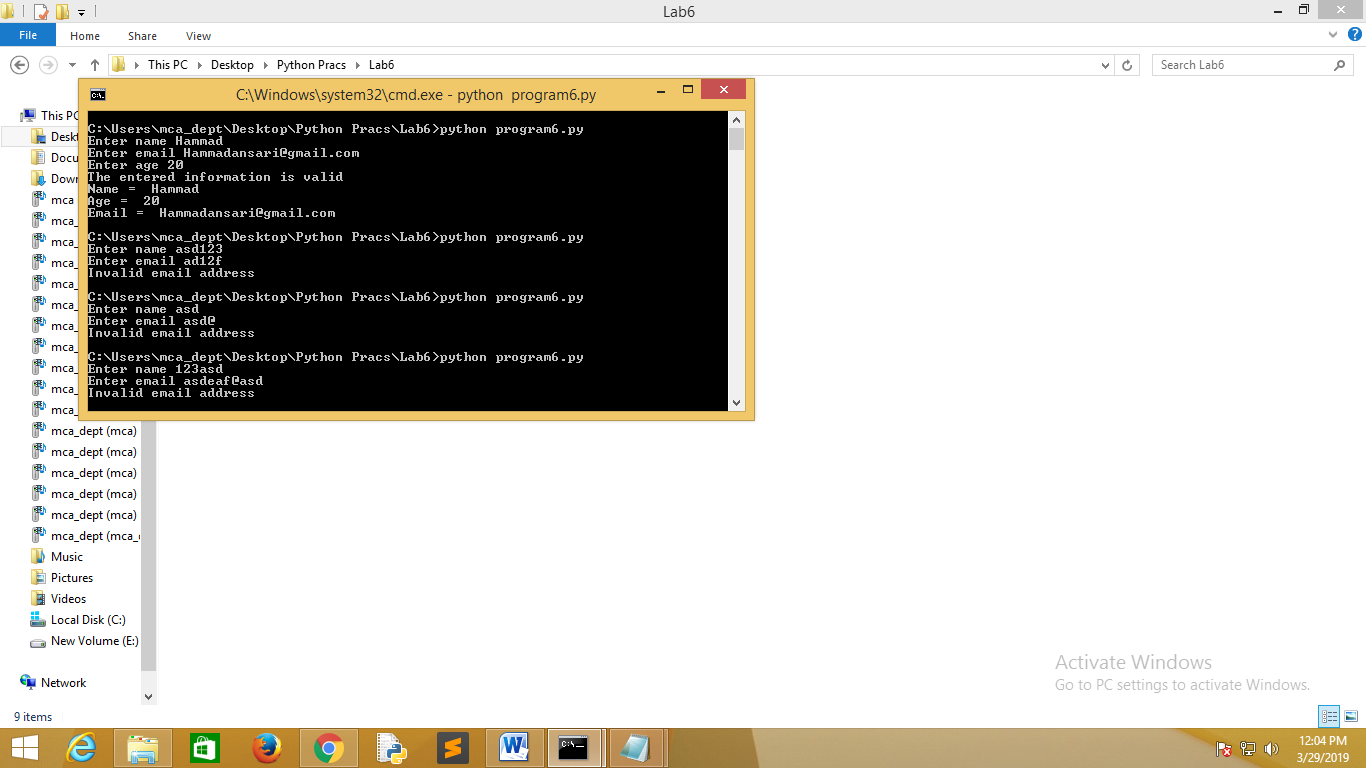 Lab6
File Home Share View
This PC Desktop Python Pracs Lab6
Search Lab6
C:\Windows\system32\cmd.exe - python  program6.py
C:\Users\mca_dept\Desktop\Python Pracs\Lab6>python program6.py
Enter name Hammad
Enter email Hammadansari@gmail.com
Enter age 20
The entered information is valid
Name =  Hammad
Age =  20
Email =  Hammadansari@gmail.com
C:\Users\mca_dept\Desktop\Python Pracs\Lab6>python program6.py
Enter name asd123
Enter email ad12f
Invalid email address
C:\Users\mca_dept\Desktop\Python Pracs\Lab6>python program6.py
Enter name asd
Enter email asd@
Invalid email address
C:\Users\mca_dept\Desktop\Python Pracs\Lab6>python program6.py
Enter name 123asd
Enter email asdeaf@asd
Invalid email address
This PC
Deskt
Docu
Down
mca
mca_
mca_
mca_
mca_
mca_
mca_
mca_
mca_
mca_
mca_
mca_dept (mca)
mca_dept (mca)
mca_dept (mca)
mca_dept (mca)
mca_dept (mca)
mca_dept (mca_
Music
Pictures
Videos
Local Disk (C:)
New Volume (E:)
Network
9 items
Activate Windows
Go to PC settings to activate Windows.
12:04 PM
3/29/2019